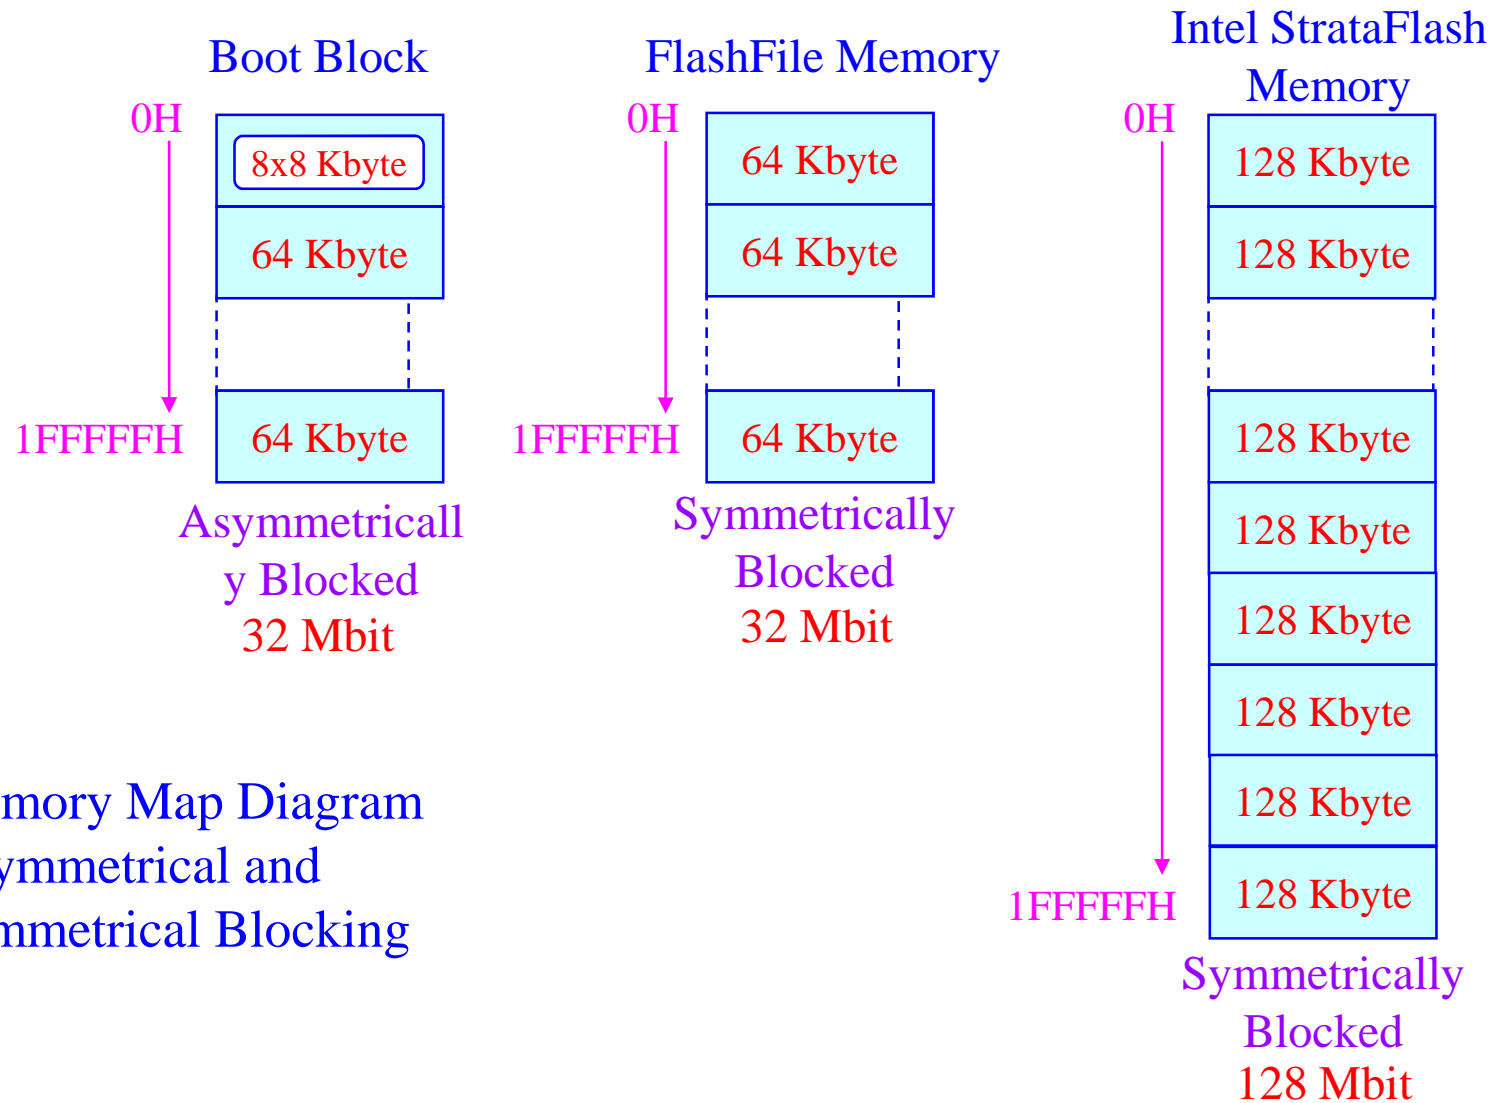 Boot Block
0H
8x8 Kbyte
64 Kbyte
64 Kbyte
1FFFFFH
Asymmetricall
y Blocked
32 Mbit
FlashFile Memory
0H
64 Kbyte
64 Kbyte
64 Kbyte
1FFFFFH
Symmetrically
Blocked
32 Mbit
Intel StrataFlash
Memory
0H
128 Kbyte
128 Kbyte
128 Kbyte
128 Kbyte
128 Kbyte
128 Kbyte
128 Kbyte
128 Kbyte
1FFFFFH
Symmetrically
Blocked
128 Mbit
mory Map Diagram
ymmetrical and
mmetrical Blocking